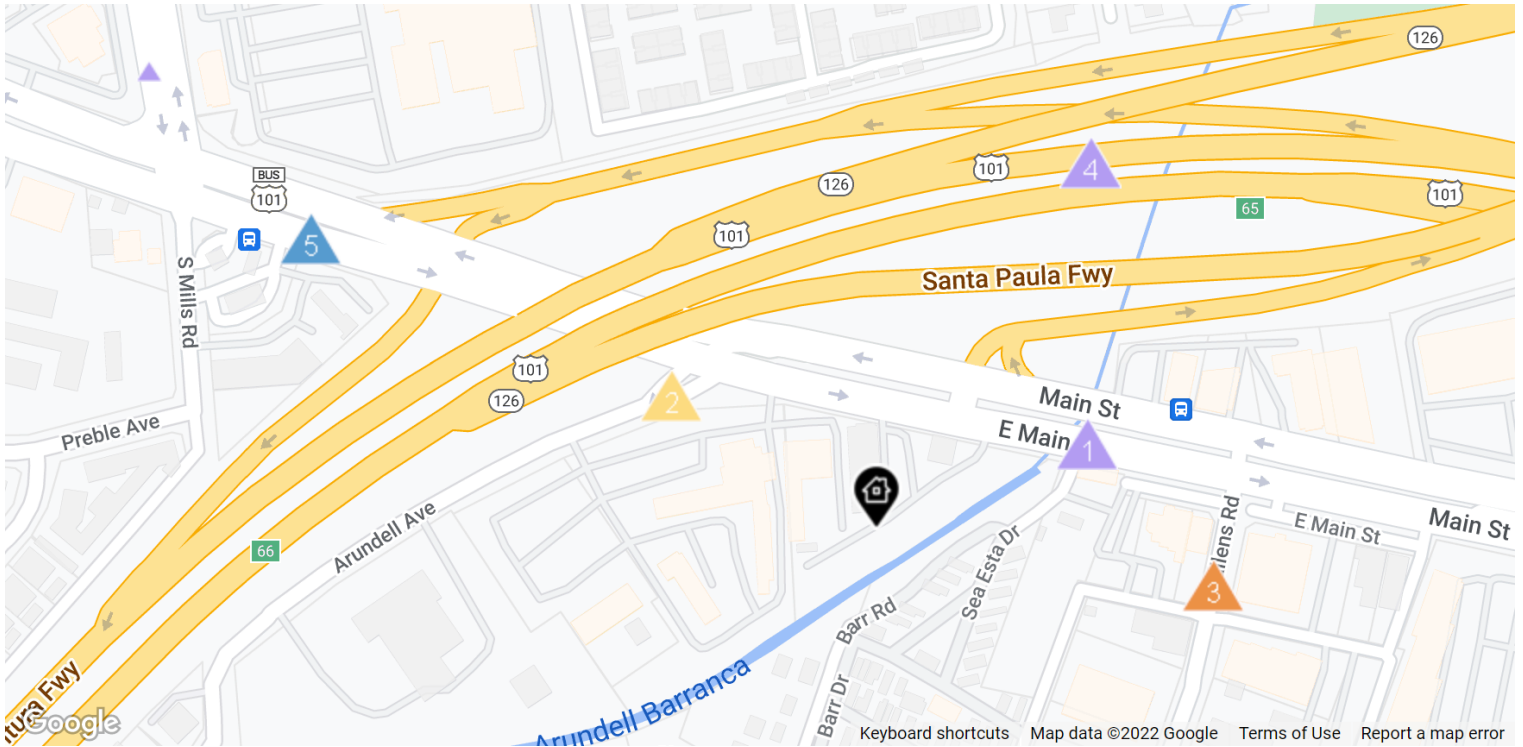 126
4
101
126
101
65
BUS
101
101
5
Santa Paula Fwy
S Mills Rd
101
126
2
Main St
E Main
1
Preble Ave
Arundell Ave
E Main St
Main St
66
Sea Esta Dr
3
Barr Rd
Barr Dr
Arundell Barranca
Fwy
Google
Keyboard shortcuts
Map data ©2022 Google
Terms of Use
Report a map error